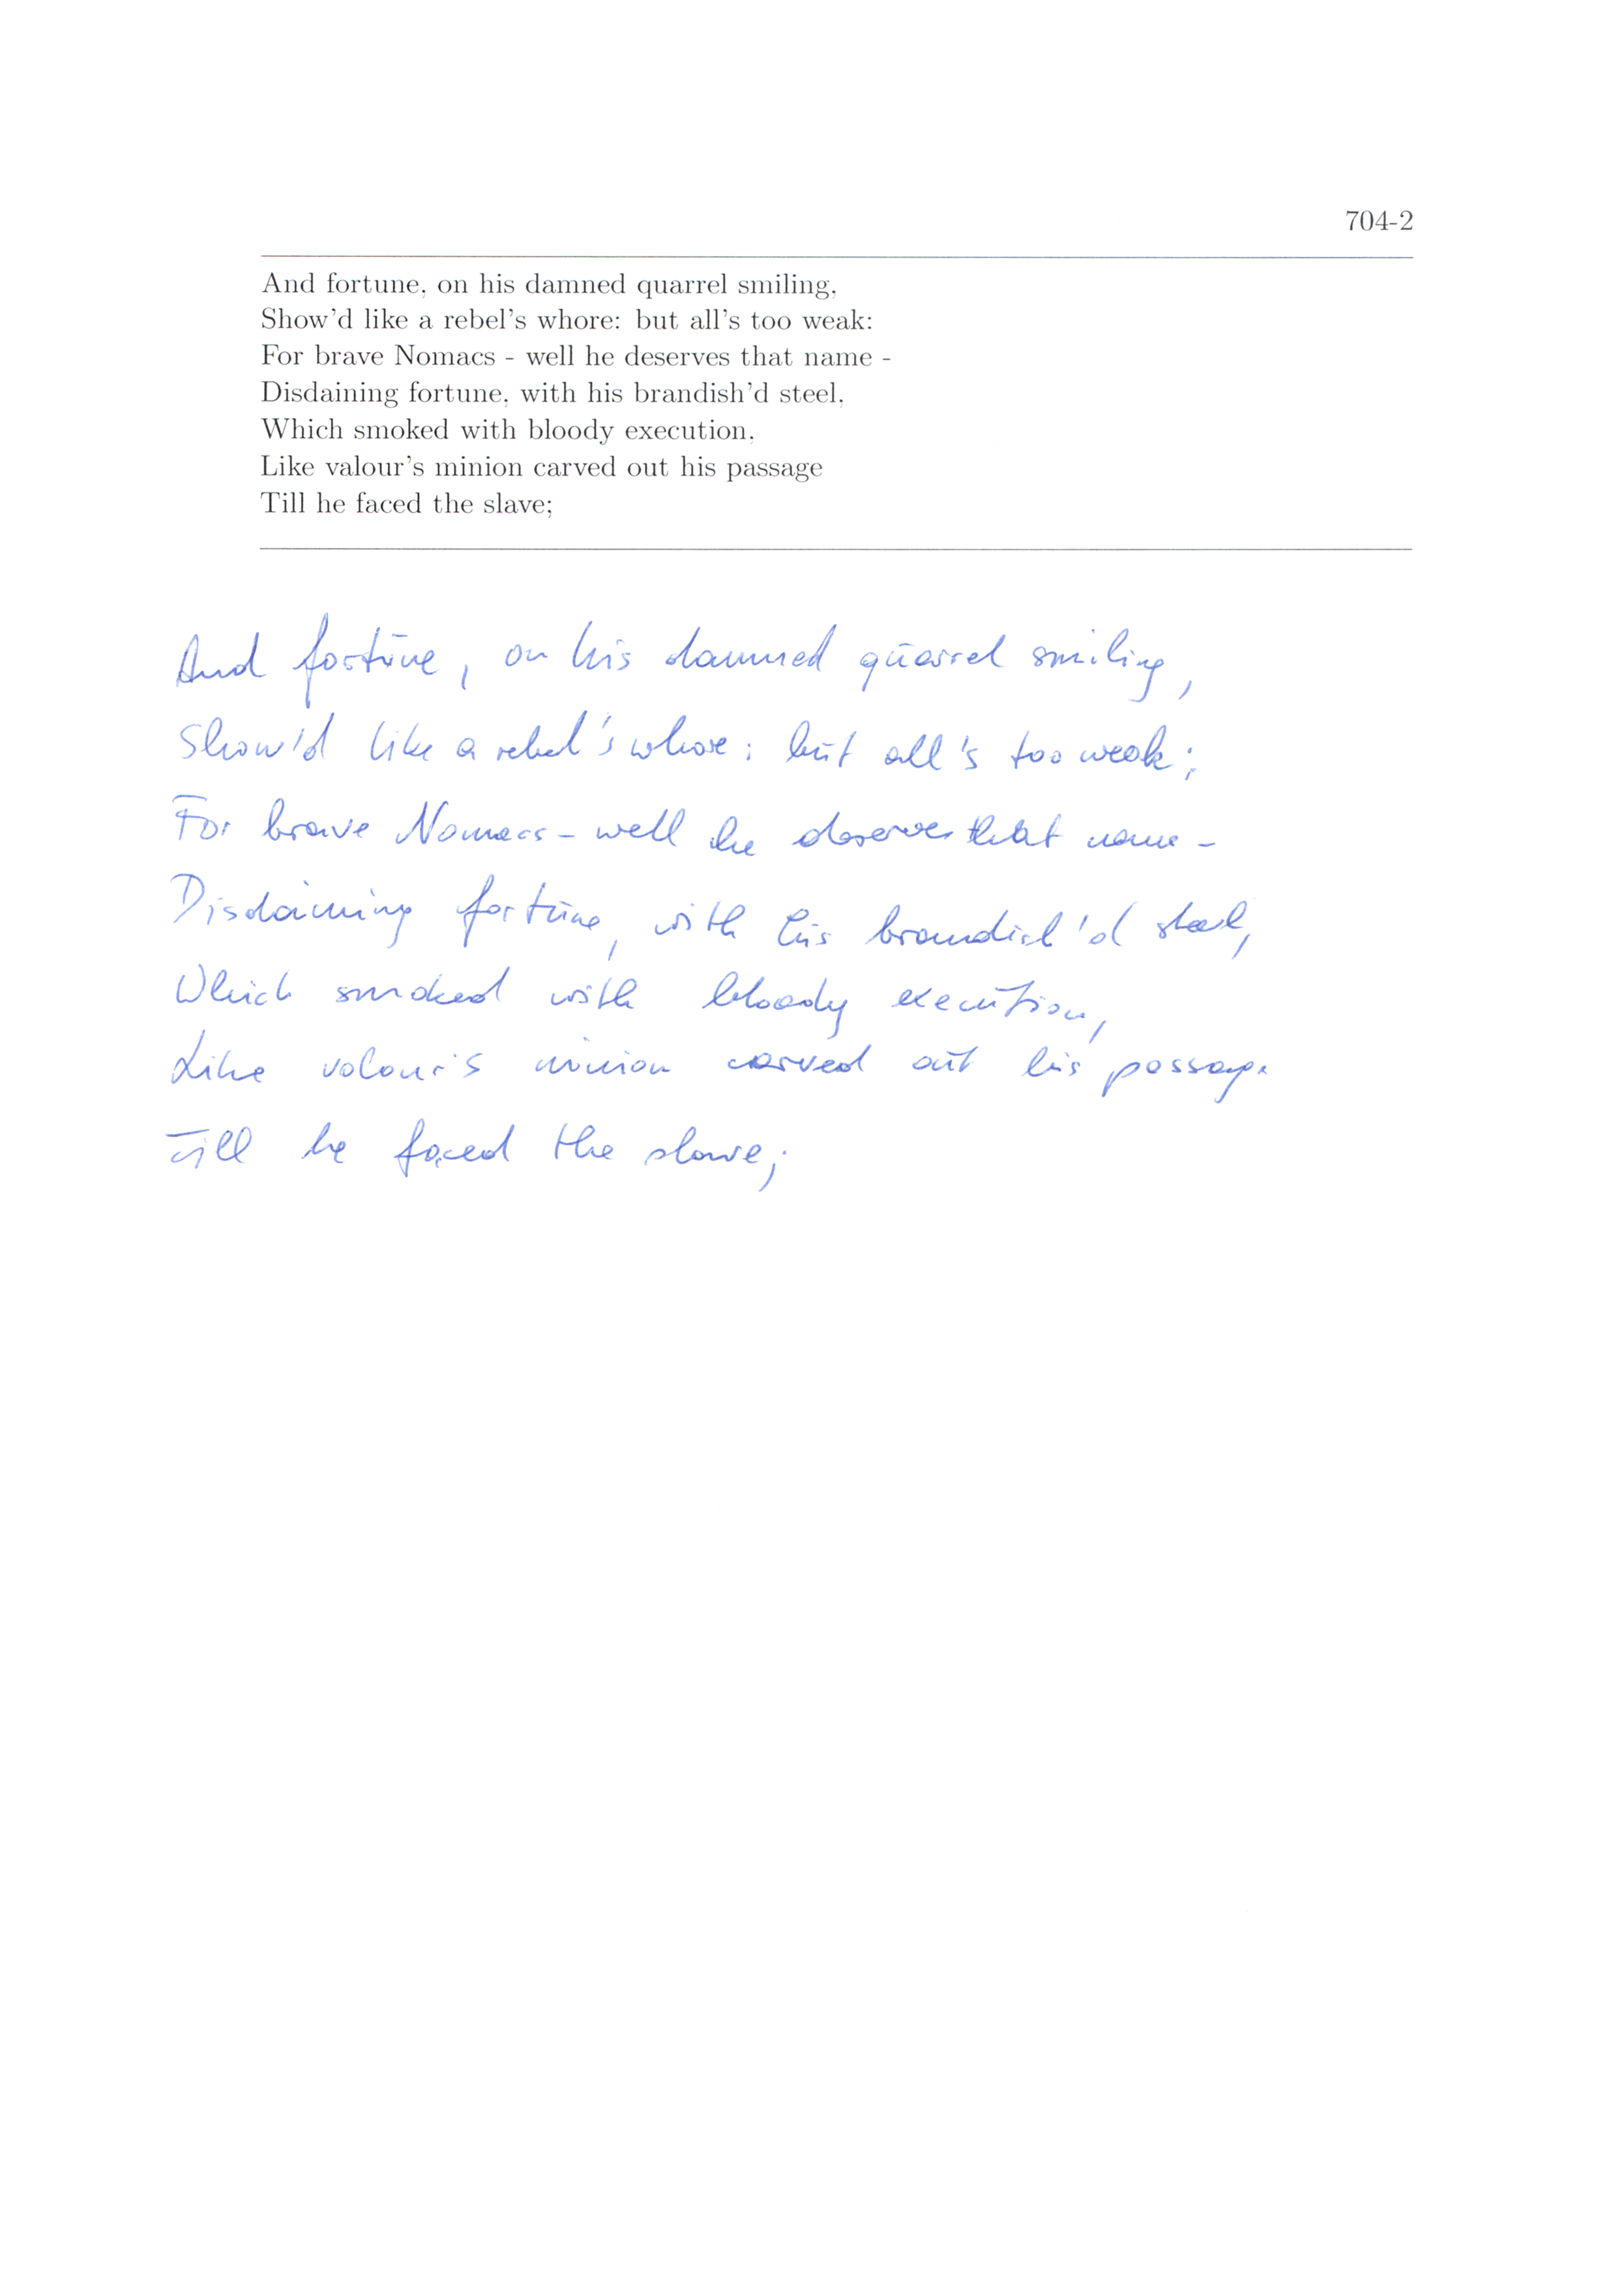 704-2
And fortune, on his damned quarrel smiling,
Show'd like a rebel's whore: but all's too weak:
For brave Nomacs - well he deserves that name -
Disdaining fortune, with his brandish'd steel,
Which smoked with bloody execution,
Like valour's minion carved out his passage
Till he faced the slave;
And fortune, on his damned quarrel smiling,
Show'd like a rebel's whore: but all's too weak:
For brave Nomacs - well he deserves that name -
Disdaining fortune, with his brandish'd steel,
Which smoked with bloody execution,
Like valour's minion carved out his passage
Till he faced the slave;